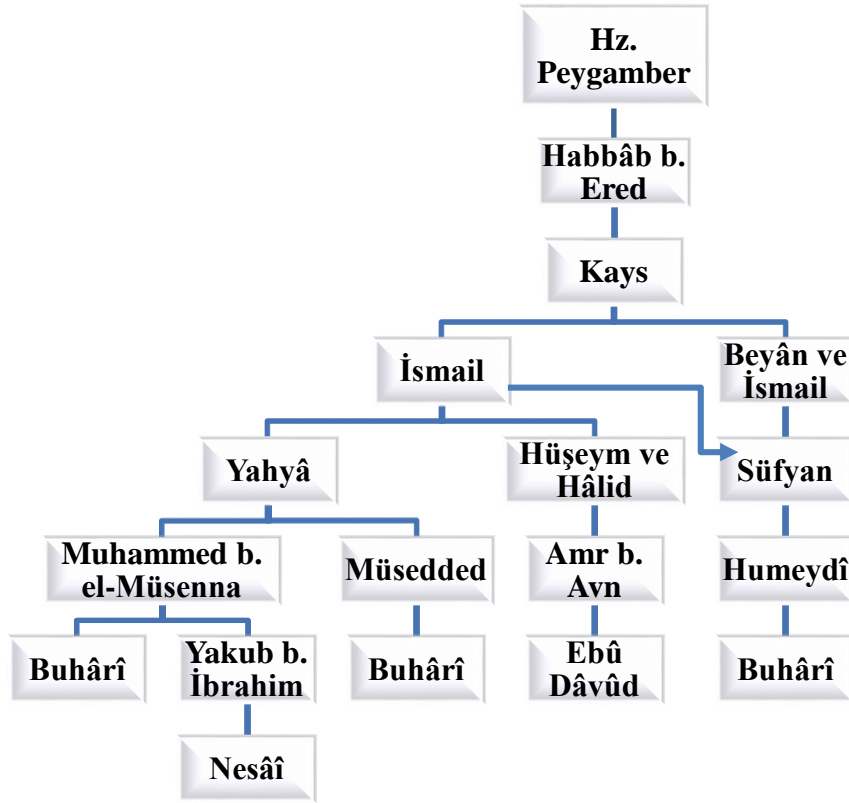 Hz.
Peygamber
Habbâb b.
Ered
Kays
İsmail
Beyân ve
İsmail
Yahyâ
Hüşeym ve
Hâlid
Süfyan
Muhammed b.
el-Müsenna
Müsedded
Amr b.
Avn
Humeydî
Buhârî
Yakub b.
İbrahim
Buhârî
Ebû
Dâvûd
Buhârî
Nesâî